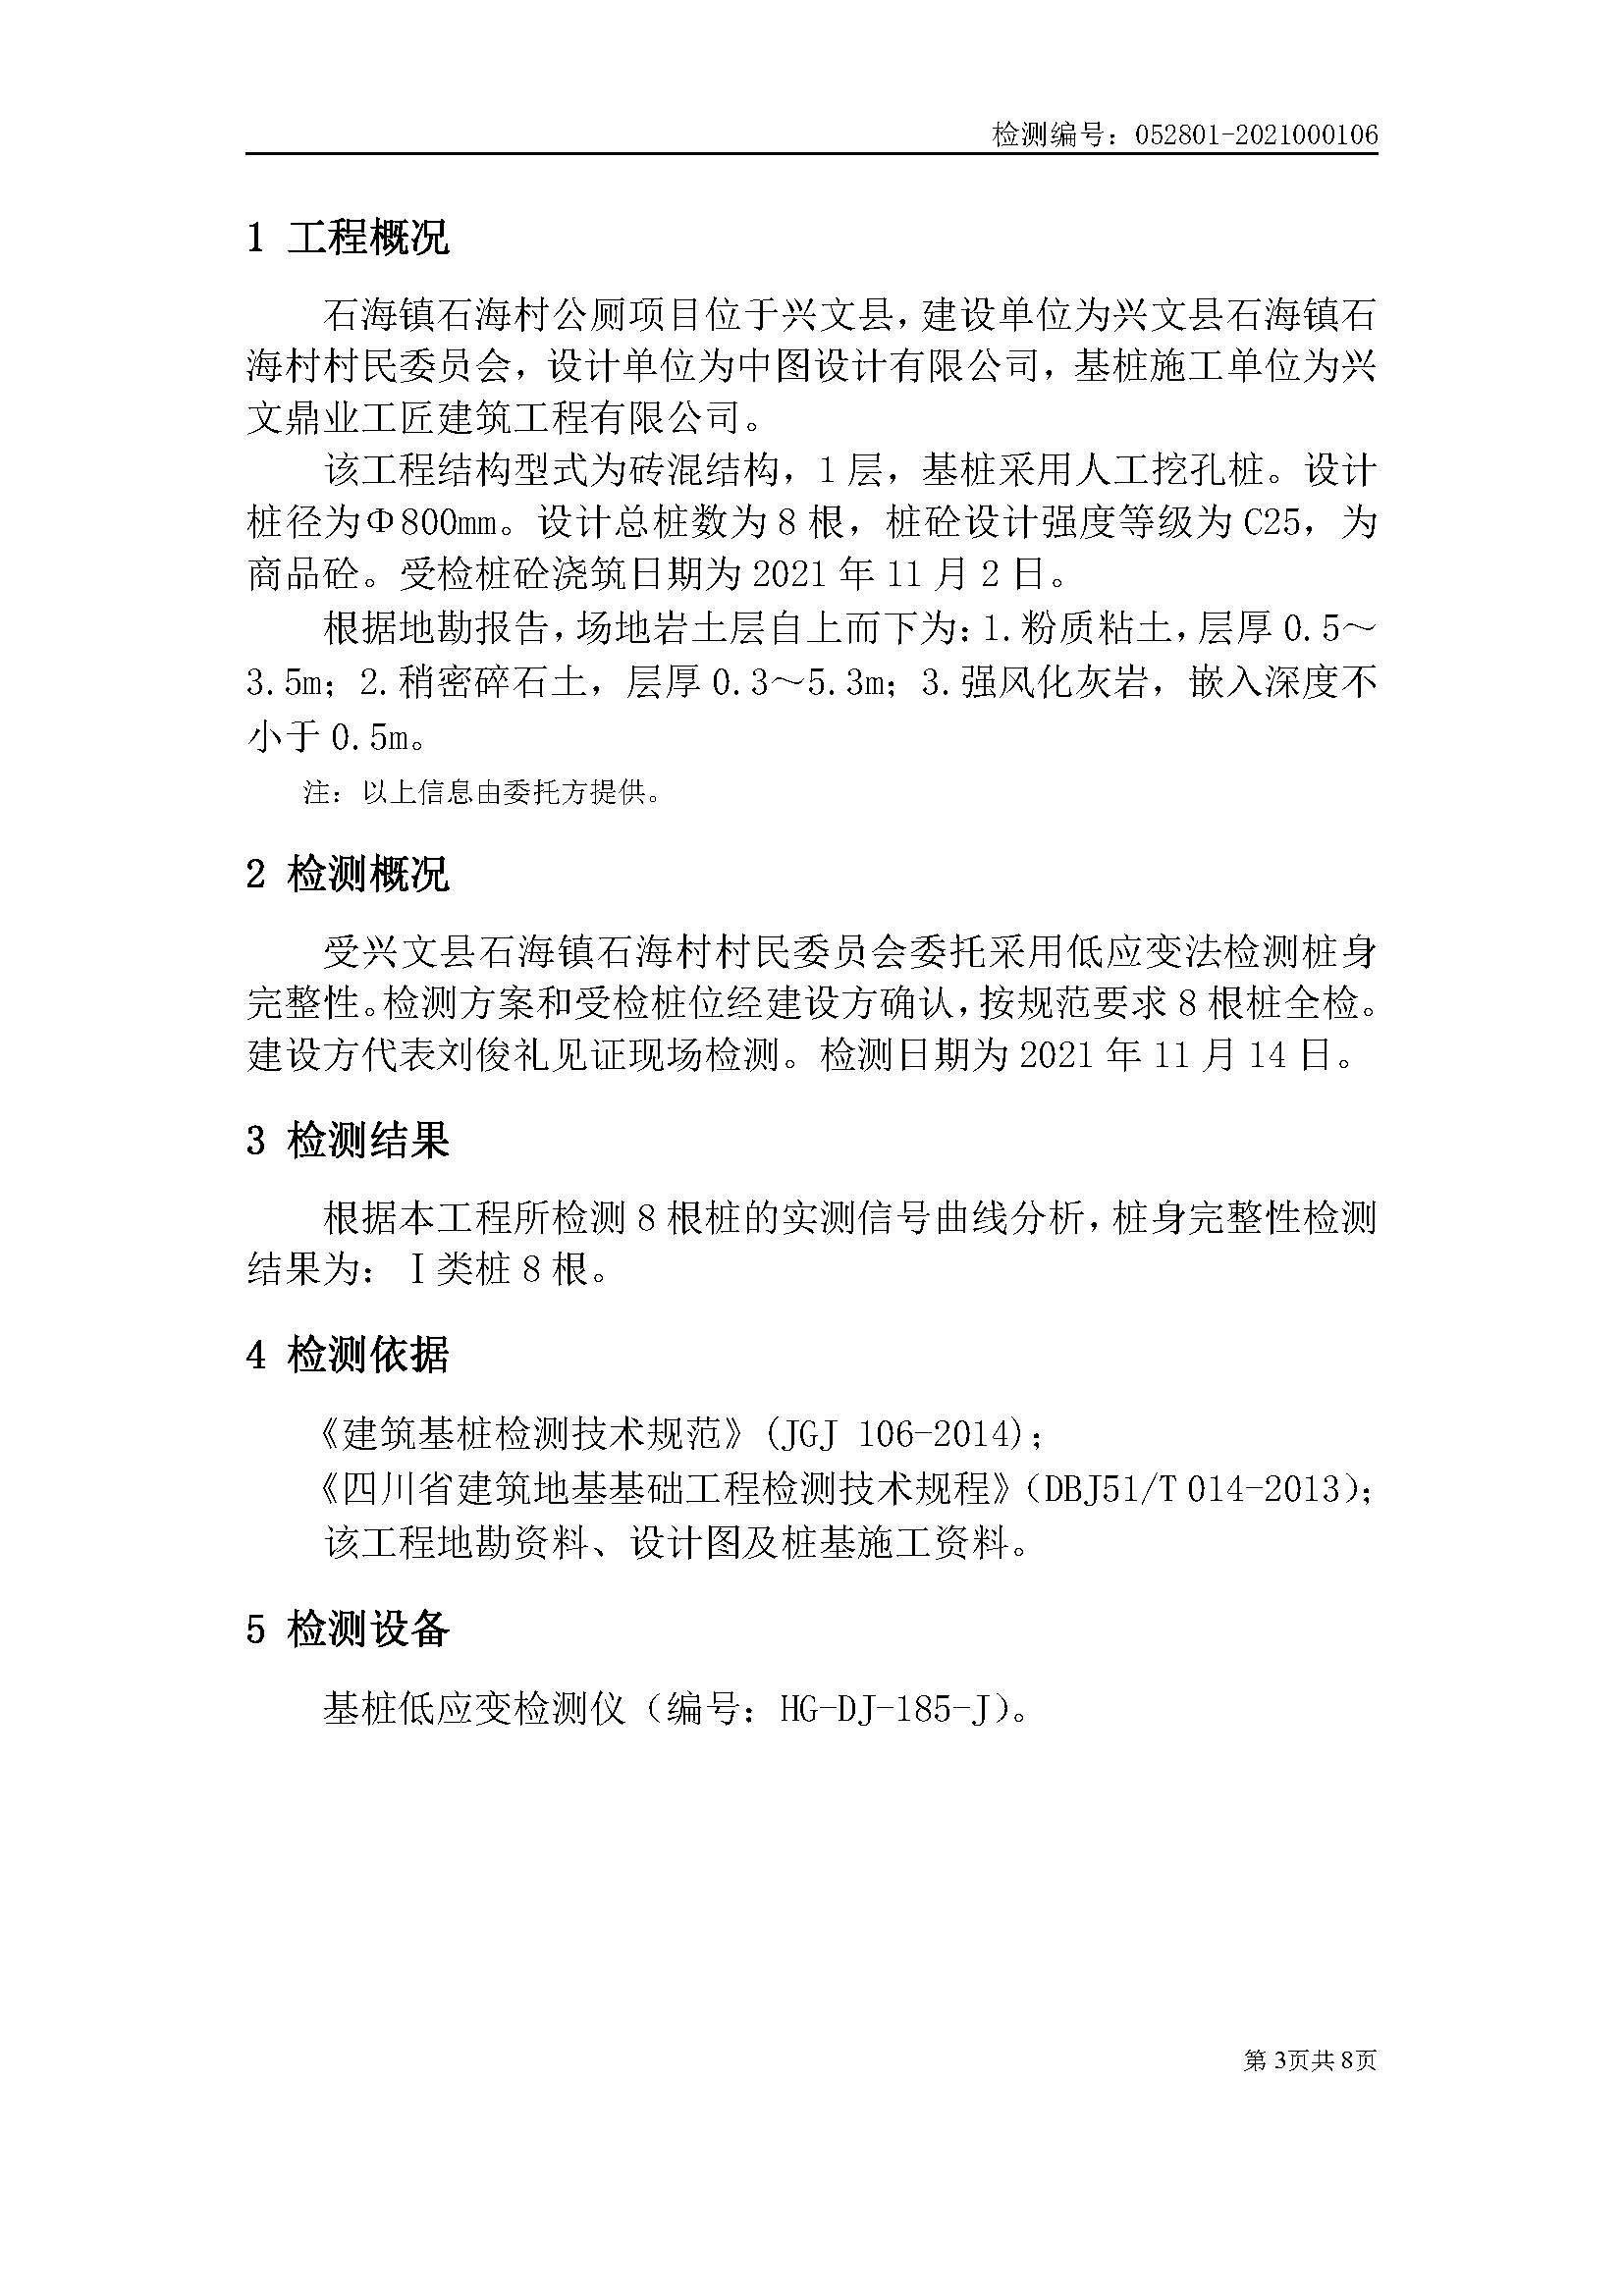 检测编号：052801-2021000106
1 工程概况
石海镇石海村公厕项目位于兴文县，建设单位为兴文县石海镇石
海村村民委员会，设计单位为中图设计有限公司，基桩施工单位为兴
文鼎业工匠建筑工程有限公司。
该工程结构型式为砖混结构，1 层，基桩采用人工挖孔桩。设计
桩径为Φ800mm。设计总桩数为 8 根，桩砼设计强度等级为 C25，为
商品砼。受检桩砼浇筑日期为 2021 年 11 月 2 日。
根据地勘报告，场地岩土层自上而下为：1.粉质粘土，层厚 0.5～
3.5m；2.稍密碎石土，层厚 0.3～5.3m；3.强风化灰岩，嵌入深度不
小于 0.5m。
注：以上信息由委托方提供。
2 检测概况
受兴文县石海镇石海村村民委员会委托采用低应变法检测桩身
完整性。检测方案和受检桩位经建设方确认，按规范要求 8 根桩全检。
建设方代表刘俊礼见证现场检测。检测日期为 2021 年 11 月 14 日。
3 检测结果
根据本工程所检测 8 根桩的实测信号曲线分析，桩身完整性检测
结果为：Ⅰ类桩 8 根。
4 检测依据
《建筑基桩检测技术规范》(JGJ 106-2014)；
《四川省建筑地基基础工程检测技术规程》（DBJ51/T 014-2013）；
该工程地勘资料、设计图及桩基施工资料。
5 检测设备
基桩低应变检测仪（编号：HG-DJ-185-J）。
第 3页共 8页